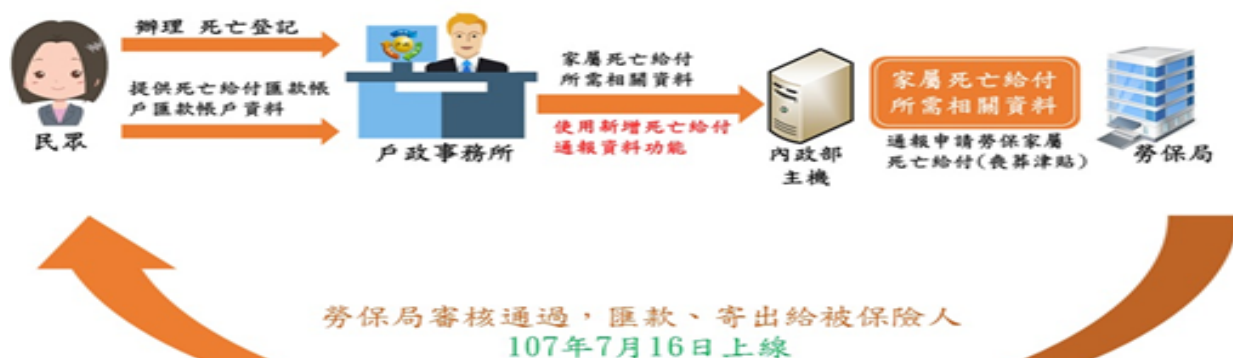 辦理 死亡登記
提供死亡給付匯款帳
戶匯款帳戶資料
民眾
戶政事務所
家屬死亡給付
所需相關資料
使用新增死亡給付
通報資料功能
內政部
主機
家屬死亡給付
所需相關資料
通報申請勞保家屬
死亡給付(喪葬津貼)
勞保局
勞保局審核通過，匯款、寄出給被保險人
107年7月16日上線